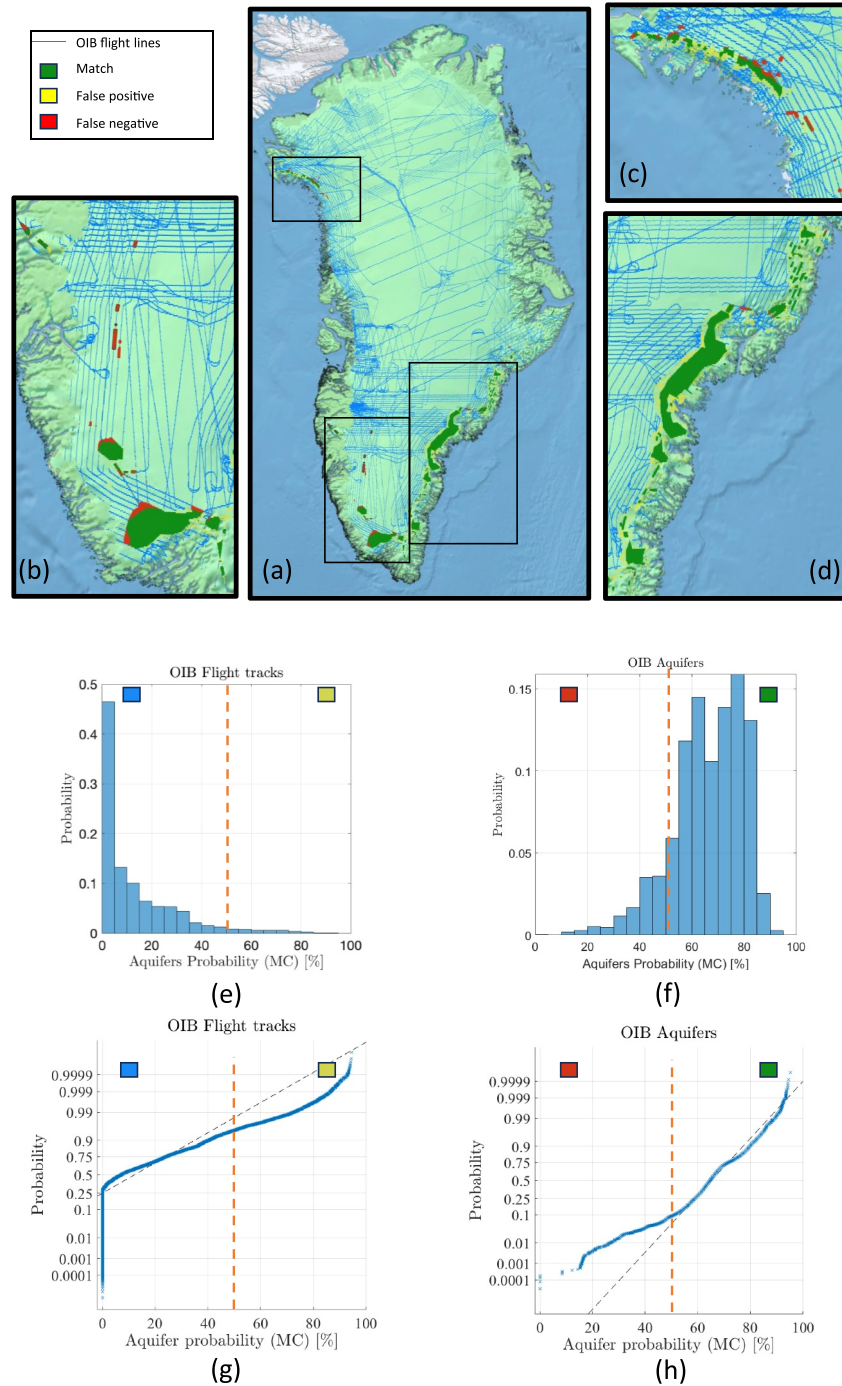 OIB flight lines
Match
False positive
False negative
(a)
(b)
(c)
(d)
OIB Flight tracks
0.5
0.4
0.3
0.2
0.1
0
Probability
0 20 40 60 80 100
Aquifers Probability (MC) [%]
(e)
OIB Aquifers
0.15
0.1
0.05
0
Probability
0 20 40 60 80 100
Aquifers Probability (MC) [%]
(f)
OIB Flight tracks
0.9999
0.999
0.99
0.9
0.75
0.5
0.25
0.1
0.01
0.001
0.0001
Probability
0 20 40 60 80 100
Aquifer probability (MC) [%]
(g)
OIB Aquifers
0.9999
0.999
0.99
0.9
0.75
0.5
0.25
0.1
0.01
0.001
0.0001
Probability
0 20 40 60 80 100
Aquifer probability (MC) [%]
(h)